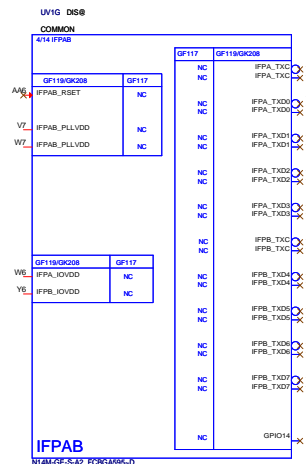 UV1G DIS@
COMMON
4/14 IFPAB
GF117 GF119/GK208
NC IFPA_TXC
NC IFPA_TXC
GF119/GK208 GF117
AA6 IFPAB_RSET NC
NC IFPA_TXD0
NC IFPA_TXD0
V7 IFPAB_PLLVDD NC
W7 IFPAB_PLLVDD NC
NC IFPA_TXD1
NC IFPA_TXD1
NC IFPA_TXD2
NC IFPA_TXD2
NC IFPA_TXD3
NC IFPA_TXD3
NC IFPB_TXC
NC IFPB_TXC
GF119/GK208 GF117
W6 IFPA_IOVDD NC
Y6 IFPB_IOVDD NC
NC IFPB_TXD4
NC IFPB_TXD4
NC IFPB_TXD5
NC IFPB_TXD5
NC IFPB_TXD6
NC IFPB_TXD6
NC IFPB_TXD7
NC IFPB_TXD7
NC GPIO14
IFPAB
N14M-GE-S-A2_FCBGA595~D